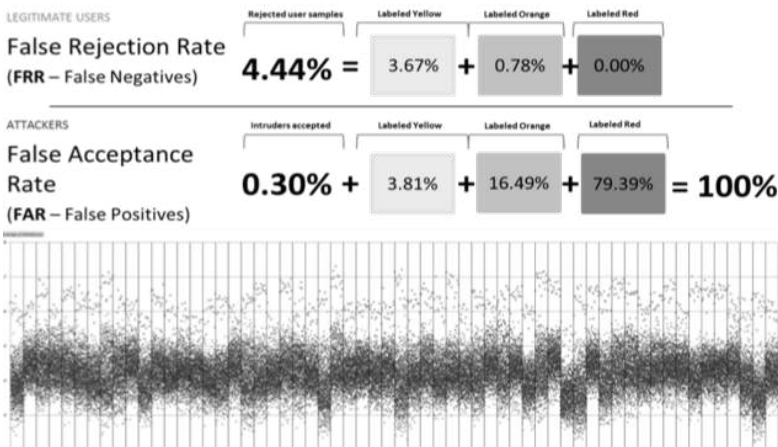 LEGITIMATE USERS
False Rejection Rate
(FRR – False Negatives)
Rejected user samples
Labeled Yellow
Labeled Orange
Labeled Red
4.44% = 3.67% + 0.78% + 0.00%
ATTACKERS
False Acceptance
Rate
(FAR – False Positives)
Intruders accepted
Labeled Yellow
Labeled Orange
Labeled Red
0.30% + 3.81% + 16.49% + 79.39% = 100%